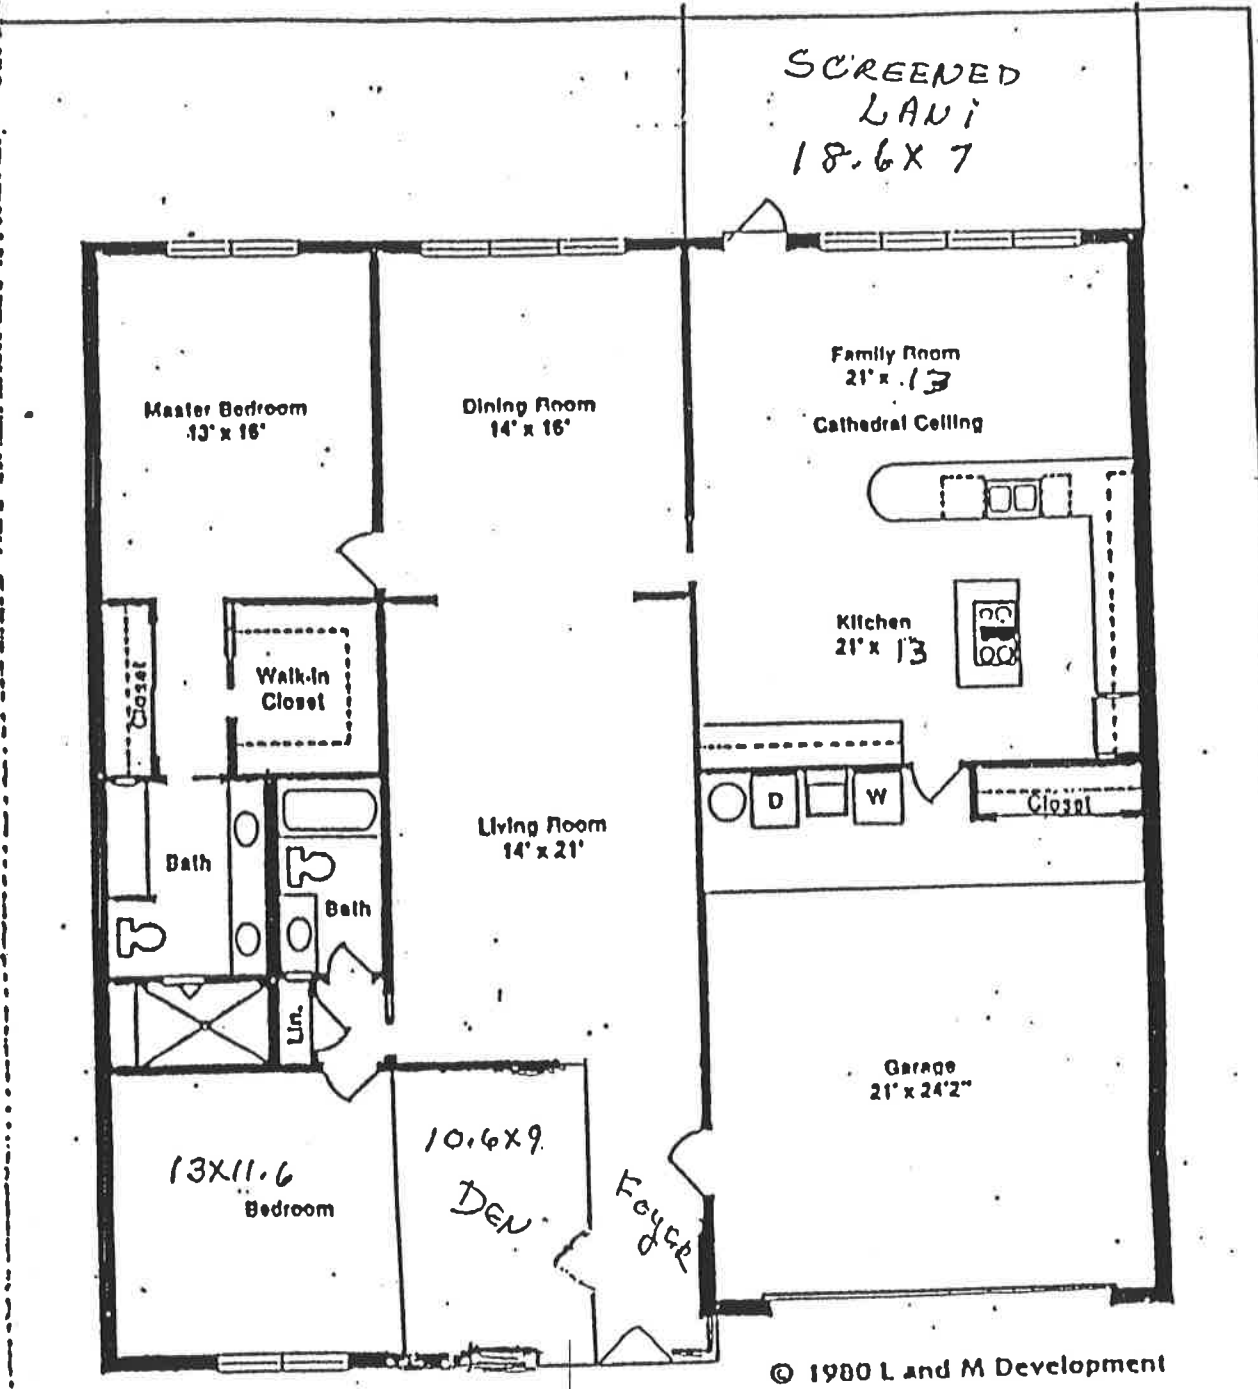 SCREENED
LANi
18.6 X 7
Family Room
21' x 13
Cathedral Ceiling
Master Bedroom
13' x 16'
Dining Room
14' x 16'
Kitchen
21' x 13
Walk-In
Closet
Closet
D
W
Closet
Living Room
14' x 21'
Bath
Bath
Lin.
Garage
21' x 24'2"
13X11.6
Bedroom
10.6X9
DEN
FoyeR
© 1980 L and M Development